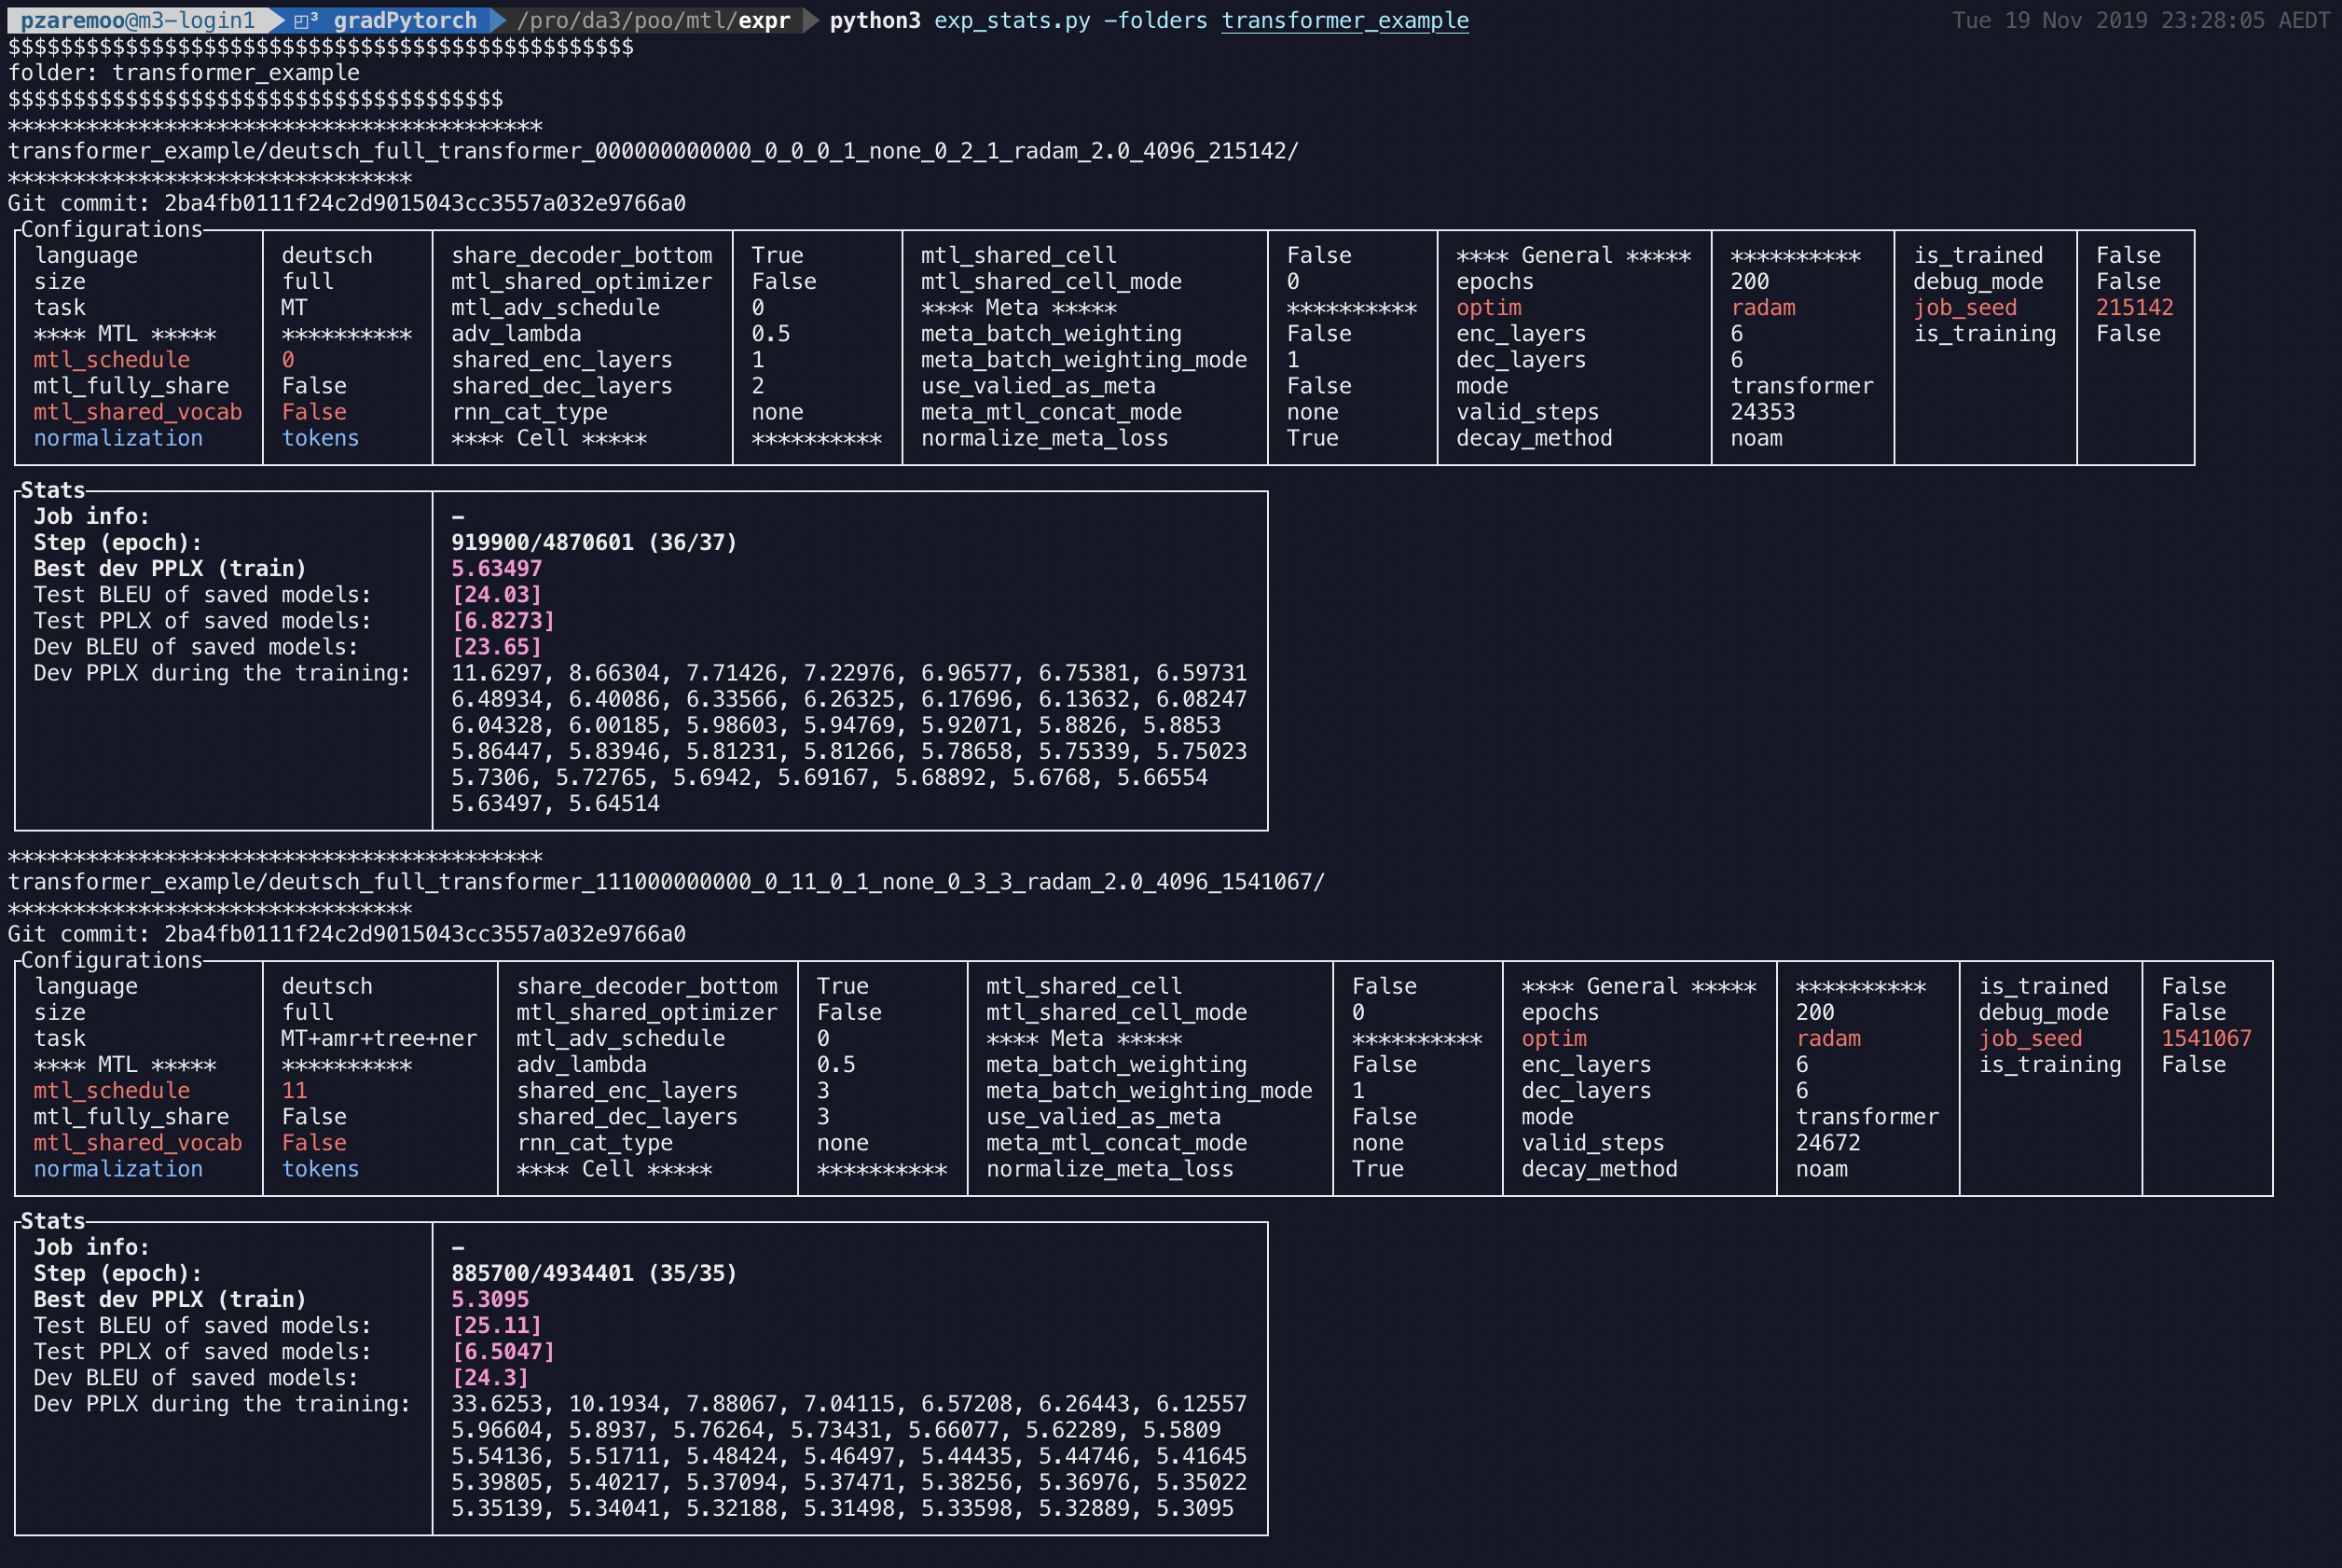 pzaremoo@m3-login1 ◰³ gradPytorch /pro/da3/poo/mtl/expr python3 exp_stats.py -folders transformer_example Tue 19 Nov 2019 23:28:05 AEDT
$$$$$$$$$$$$$$$$$$$$$$$$$$$$$$$$$$$$$$$$$$$$$$$$
folder: transformer_example
$$$$$$$$$$$$$$$$$$$$$$$$$$$$$$$$$$$$$$
*****************************************
transformer_example/deutsch_full_transformer_000000000000_0_0_0_1_none_0_2_1_radam_2.0_4096_215142/
*******************************
Git commit: 2ba4fb0111f24c2d9015043cc3557a032e9766a0
Configurations
language deutsch share_decoder_bottom True mtl_shared_cell False **** General ***** ********** is_trained False
size full mtl_shared_optimizer False mtl_shared_cell_mode 0 epochs 200 debug_mode False
task MT mtl_adv_schedule 0 **** Meta ***** ********** optim radam job_seed 215142
**** MTL ***** ********** adv_lambda 0.5 meta_batch_weighting False enc_layers 6 is_training False
mtl_schedule 0 shared_enc_layers 1 meta_batch_weighting_mode 1 dec_layers 6
mtl_fully_share False shared_dec_layers 2 use_valied_as_meta False mode transformer
mtl_shared_vocab False rnn_cat_type none meta_mtl_concat_mode none valid_steps 24353
normalization tokens **** Cell ***** ********** normalize_meta_loss True decay_method noam
Stats
Job info: –
Step (epoch): 919900/4870601 (36/37)
Best dev PPLX (train) 5.63497
Test BLEU of saved models: [24.03]
Test PPLX of saved models: [6.8273]
Dev BLEU of saved models: [23.65]
Dev PPLX during the training: 11.6297, 8.66304, 7.71426, 7.22976, 6.96577, 6.75381, 6.59731
6.48934, 6.40086, 6.33566, 6.26325, 6.17696, 6.13632, 6.08247
6.04328, 6.00185, 5.98603, 5.94769, 5.92071, 5.8826, 5.8853
5.86447, 5.83946, 5.81231, 5.81266, 5.78658, 5.75339, 5.75023
5.7306, 5.72765, 5.6942, 5.69167, 5.68892, 5.6768, 5.66554
5.63497, 5.64514
*****************************************
transformer_example/deutsch_full_transformer_111000000000_0_11_0_1_none_0_3_3_radam_2.0_4096_1541067/
*******************************
Git commit: 2ba4fb0111f24c2d9015043cc3557a032e9766a0
Configurations
language deutsch share_decoder_bottom True mtl_shared_cell False **** General ***** ********** is_trained False
size full mtl_shared_optimizer False mtl_shared_cell_mode 0 epochs 200 debug_mode False
task MT+amr+tree+ner mtl_adv_schedule 0 **** Meta ***** ********** optim radam job_seed 1541067
**** MTL ***** ********** adv_lambda 0.5 meta_batch_weighting False enc_layers 6 is_training False
mtl_schedule 11 shared_enc_layers 3 meta_batch_weighting_mode 1 dec_layers 6
mtl_fully_share False shared_dec_layers 3 use_valied_as_meta False mode transformer
mtl_shared_vocab False rnn_cat_type none meta_mtl_concat_mode none valid_steps 24672
normalization tokens **** Cell ***** ********** normalize_meta_loss True decay_method noam
Stats
Job info: –
Step (epoch): 885700/4934401 (35/35)
Best dev PPLX (train) 5.3095
Test BLEU of saved models: [25.11]
Test PPLX of saved models: [6.5047]
Dev BLEU of saved models: [24.3]
Dev PPLX during the training: 33.6253, 10.1934, 7.88067, 7.04115, 6.57208, 6.26443, 6.12557
5.96604, 5.8937, 5.76264, 5.73431, 5.66077, 5.62289, 5.5809
5.54136, 5.51711, 5.48424, 5.46497, 5.44435, 5.44746, 5.41645
5.39805, 5.40217, 5.37094, 5.37471, 5.38256, 5.36976, 5.35022
5.35139, 5.34041, 5.32188, 5.31498, 5.33598, 5.32889, 5.3095